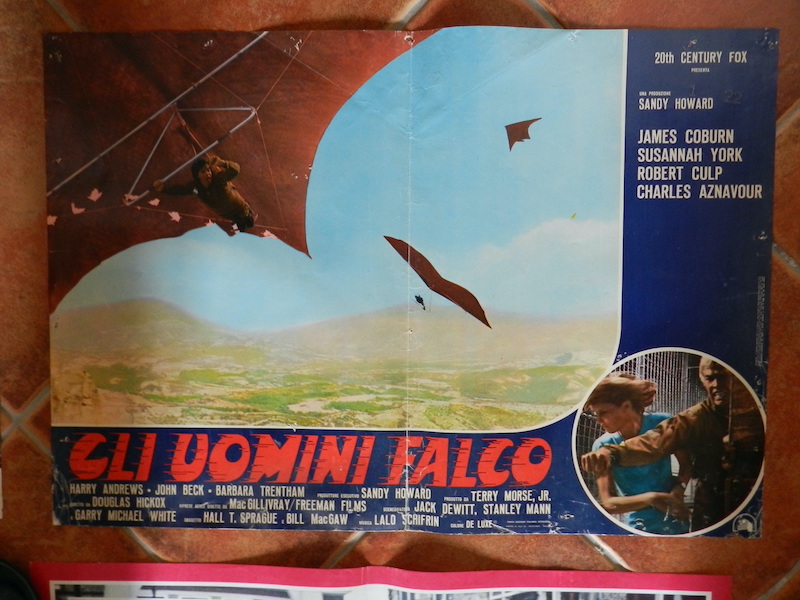 20th CENTURY FOX
PRESENTA
UNA PRODUZIONE
SANDY HOWARD
JAMES COBURN
SUSANNAH YORK
ROBERT CULP
CHARLES AZNAVOUR
GLI UOMINI FALCO
HARRY ANDREWS · JOHN BECK · BARBARA TRENTHAM PRODUTTORE ESECUTIVO SANDY HOWARD PRODOTTO DA TERRY MORSE, JR.
DIRETTO DA DOUGLAS HICKOX RIPRESE AEREE DIRETTE DA MacGILLIVRAY/FREEMAN FILMS SCENEGGIATURA JACK DEWITT, STANLEY MANN
GARRY MICHAEL WHITE SOGGETTO HALL T. SPRAGUE, BILL MacGAW MUSICA LALO SCHIFRIN COLORE DE LUXE